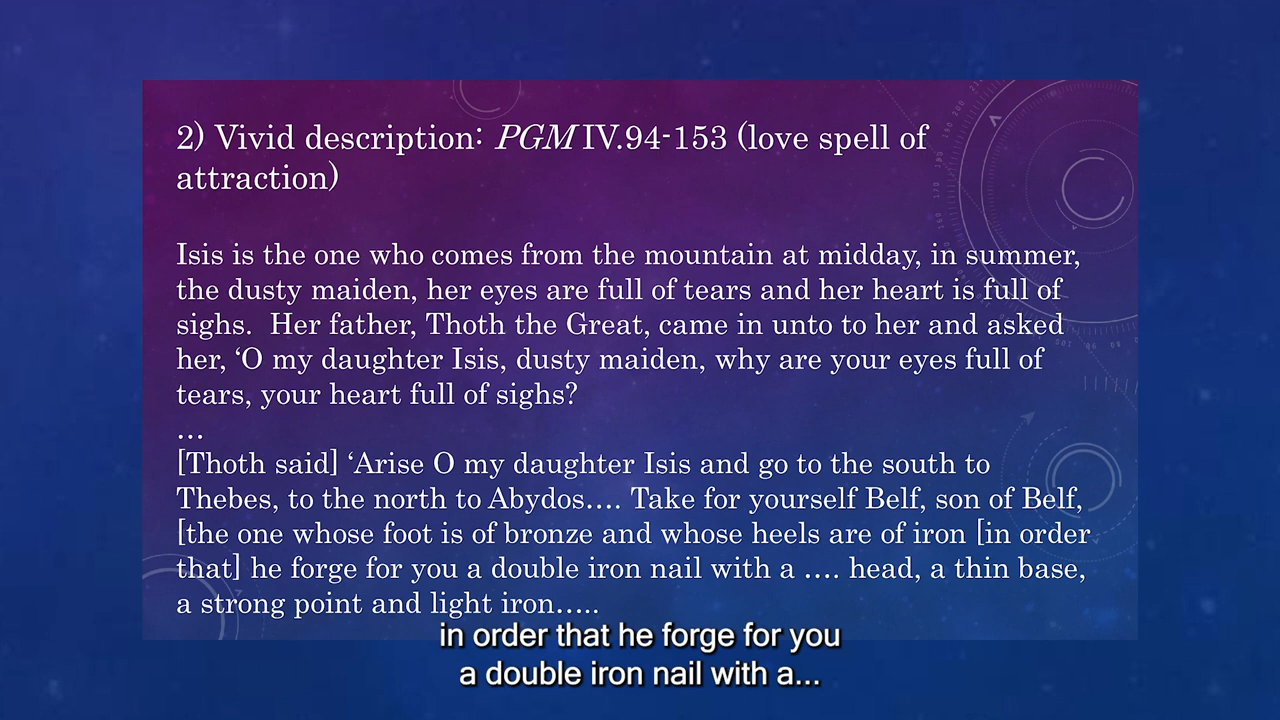 2) Vivid description: PGM IV.94-153 (love spell of
attraction)
Isis is the one who comes from the mountain at midday, in summer,
the dusty maiden, her eyes are full of tears and her heart is full of
sighs.  Her father, Thoth the Great, came in unto to her and asked
her, ‘O my daughter Isis, dusty maiden, why are your eyes full of
tears, your heart full of sighs?
…
[Thoth said] ‘Arise O my daughter Isis and go to the south to
Thebes, to the north to Abydos…. Take for yourself Belf, son of Belf,
[the one whose foot is of bronze and whose heels are of iron [in order
that] he forge for you a double iron nail with a …. head, a thin base,
a strong point and light iron…..
in order that he forge for you
a double iron nail with a...